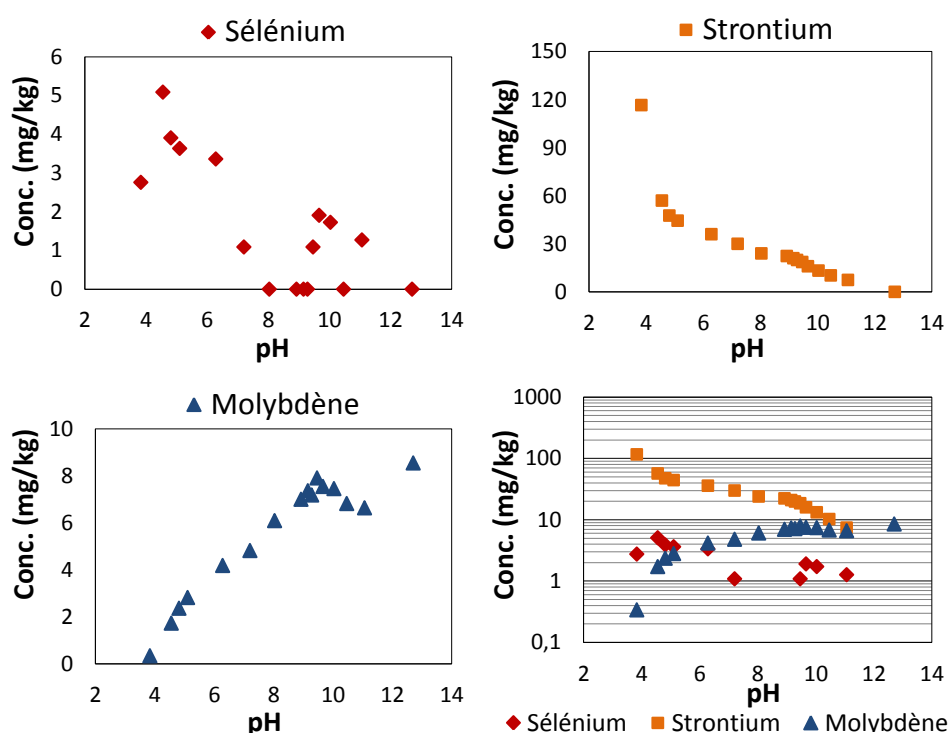 Sélénium
Conc. (mg/kg)
6
5
4
3
2
1
0
2 4 6 8 10 12 14
pH
Strontium
Conc. (mg/kg)
150
120
90
60
30
0
2 4 6 8 10 12 14
pH
Molybdène
Conc. (mg/kg)
10
8
6
4
2
0
2 4 6 8 10 12 14
pH
Conc. (mg/kg)
1000
100
10
1
0,1
2 4 6 8 10 12 14
pH
Sélénium Strontium Molybdène